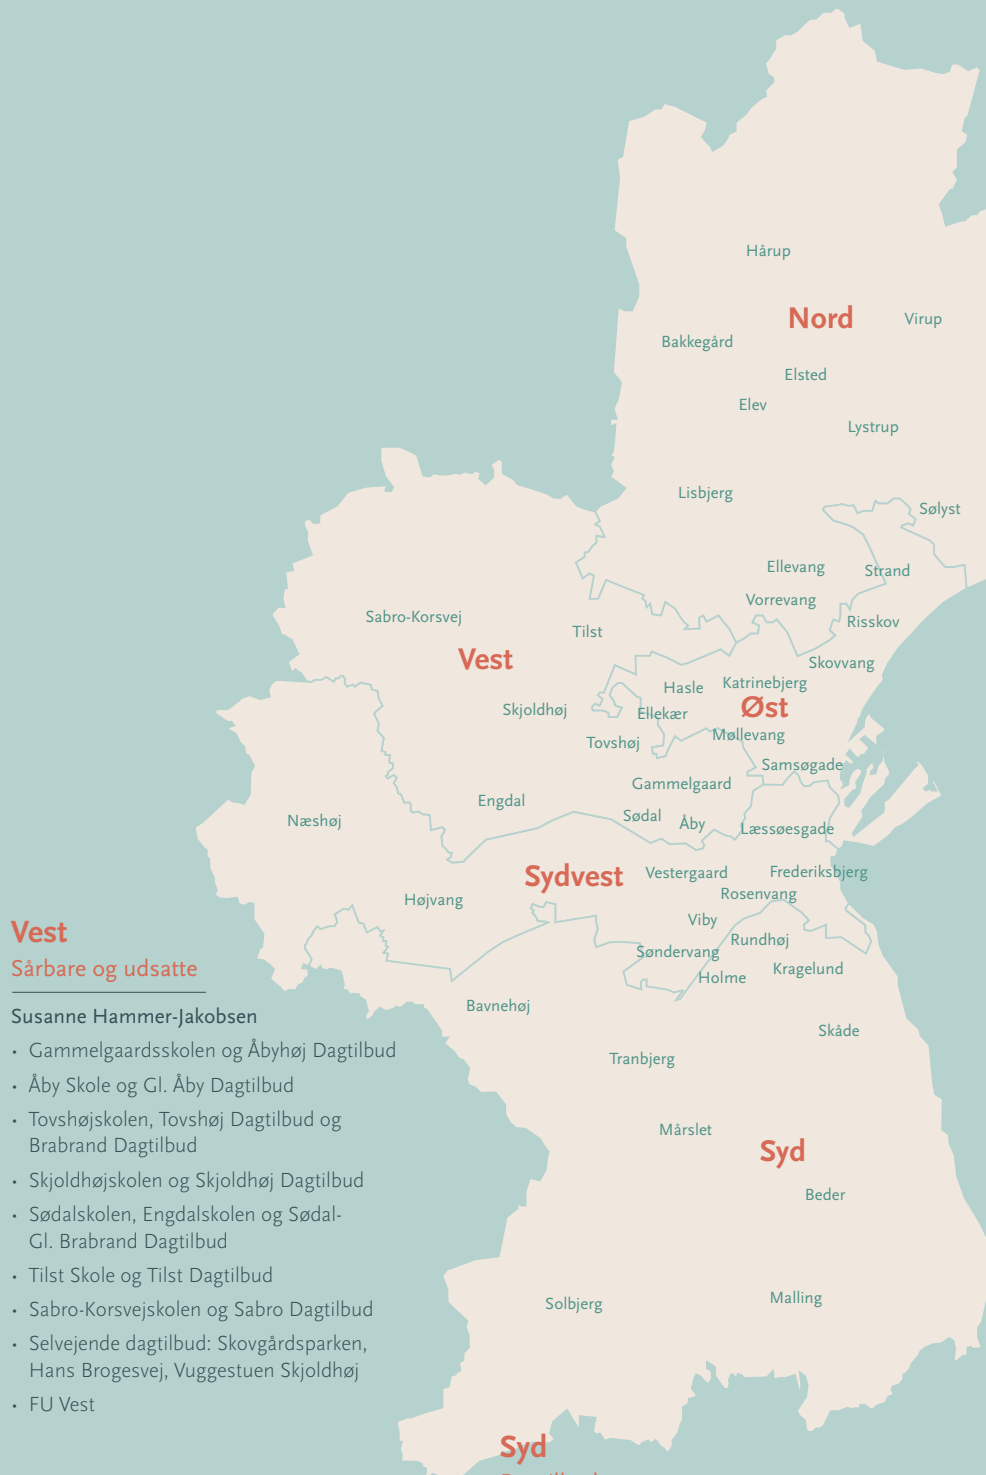 Hårup
Nord
Virup
Bakkegård
Elsted
Elev
Lystrup
Lisbjerg
Sølyst
Ellevang
Strand
Vorrevang
Risskov
Sabro-Korsvej
Tilst
Vest
Skovvang
Hasle
Katrinebjerg
Øst
Skjoldhøj
Ellekær
Tovshøj
Møllevang
Samsøgade
Gammelgaard
Engdal
Sødal
Åby
Læssøesgade
Næshøj
Sydvest
Vestergaard
Frederiksbjerg
Rosenvang
Højvang
Viby
Rundhøj
Søndervang
Kragelund
Holme
Bavnehøj
Skåde
Tranbjerg
Mårslet
Syd
Beder
Solbjerg
Malling
Vest
Sårbare og udsatte
Susanne Hammer-Jakobsen
• Gammelgaardsskolen og Åbyhøj Dagtilbud
• Åby Skole og Gl. Åby Dagtilbud
• Tovshøjskolen, Tovshøj Dagtilbud og
Brabrand Dagtilbud
• Skjoldhøjskolen og Skjoldhøj Dagtilbud
• Sødalskolen, Engdalskolen og Sødal-
Gl. Brabrand Dagtilbud
• Tilst Skole og Tilst Dagtilbud
• Sabro-Korsvejskolen og Sabro Dagtilbud
• Selvejende dagtilbud: Skovgårdsparken,
Hans Brogesvej, Vuggestuen Skjoldhøj
• FU Vest
Syd